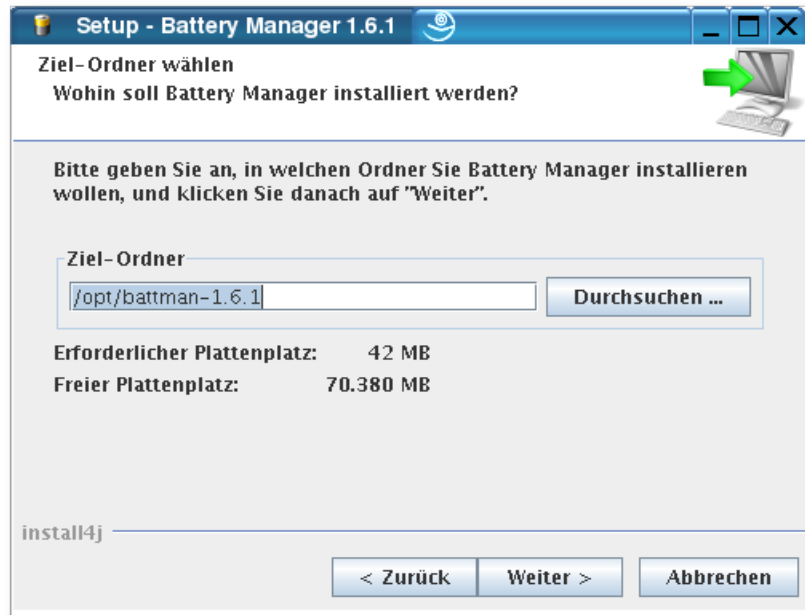 Setup - Battery Manager 1.6.1
Ziel-Ordner wählen
Wohin soll Battery Manager installiert werden?
Bitte geben Sie an, in welchen Ordner Sie Battery Manager installieren
wollen, und klicken Sie danach auf "Weiter".
Ziel-Ordner
/opt/battman-1.6.1
Durchsuchen ...
Erforderlicher Plattenplatz: 42 MB
Freier Plattenplatz: 70.380 MB
install4j
< Zurück
Weiter >
Abbrechen